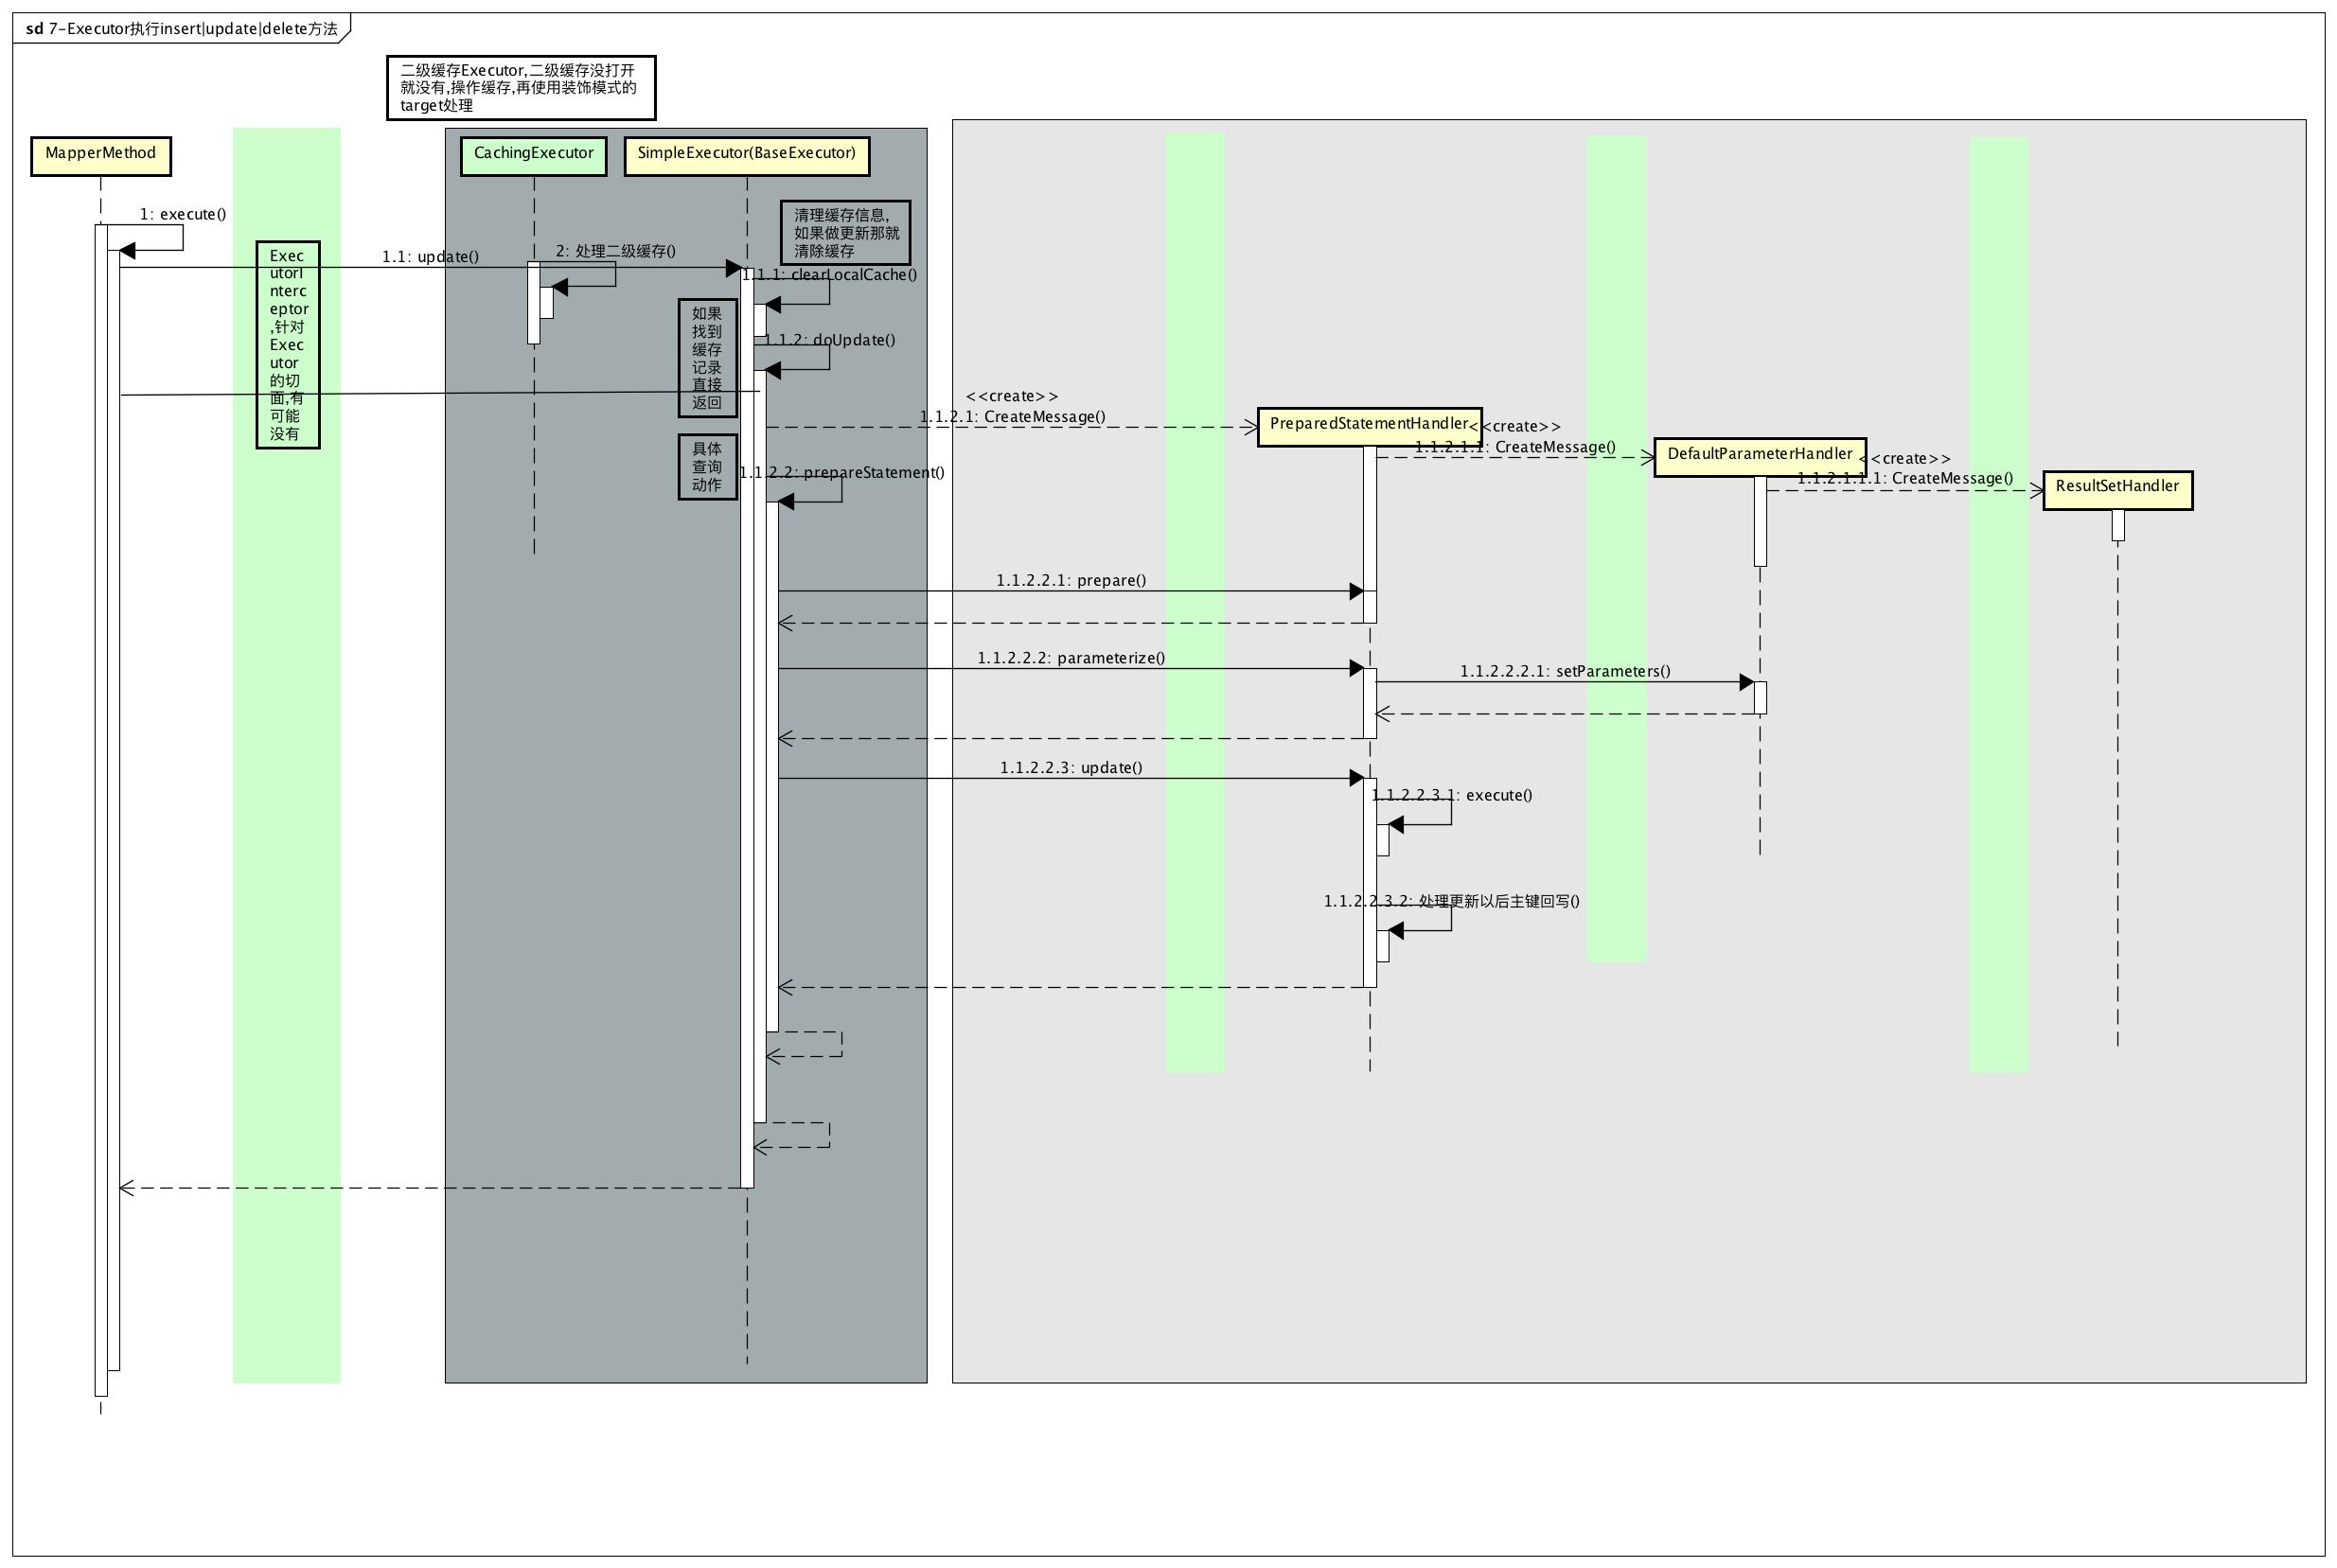 sd 7-Executor执行insert|update|delete方法
二级缓存Executor,二级缓存没打开
就没有,操作缓存,再使用装饰模式的
target处理
MapperMethod
CachingExecutor
SimpleExecutor(BaseExecutor)
1: execute()
清理缓存信息,
如果做更新那就
清除缓存
Exec
utorI
nterc
eptor
,针对
Exec
utor
的切
面,有
可能
没有
1.1: update()
2: 处理二级缓存()
1.1.1: clearLocalCache()
如果
找到
缓存
记录
直接
返回
1.1.2: doUpdate()
<<create>>
1.1.2.1: CreateMessage()
PreparedStatementHandler
<<create>>
1.1.2.1.1: CreateMessage()
DefaultParameterHandler
<<create>>
1.1.2.1.1.1: CreateMessage()
ResultSetHandler
具体
查询
动作
1.1.2.2: prepareStatement()
1.1.2.2.1: prepare()
1.1.2.2.2: parameterize()
1.1.2.2.2.1: setParameters()
1.1.2.2.3: update()
1.1.2.2.3.1: execute()
1.1.2.2.3.2: 处理更新以后主键回写()